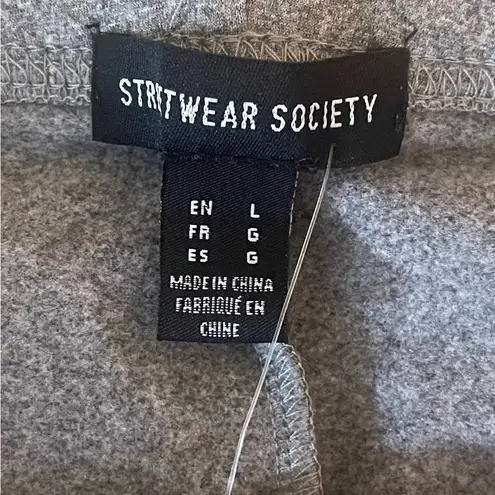 STREETWEAR SOCIETY
EN L
FR G
ES G
MADE IN CHINA
FABRIQUÉ EN
CHINE